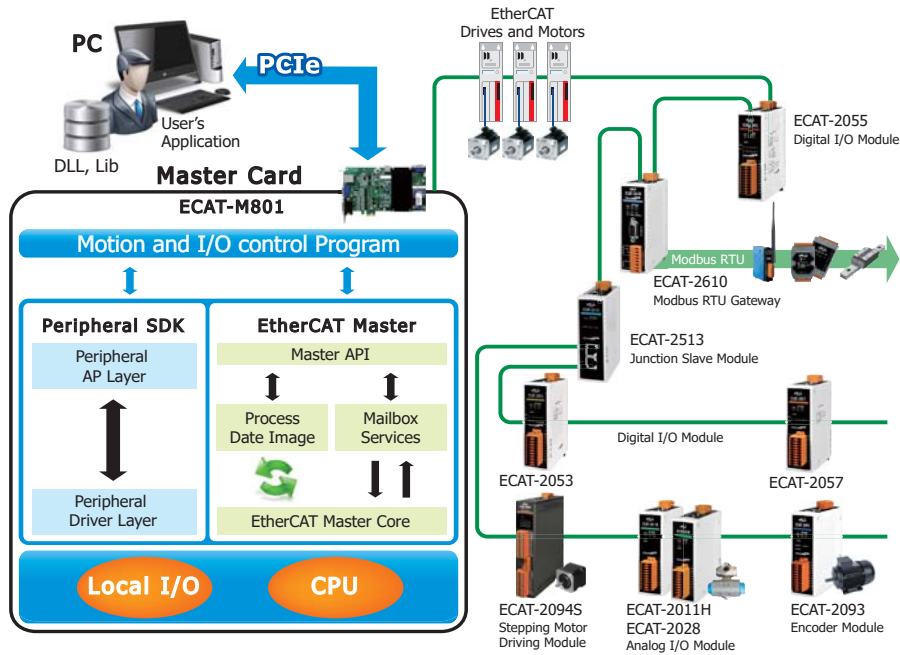 PC
PCIe
User's
Application
DLL, Lib
Master Card
ECAT-M801
Motion and I/O control Program
Peripheral SDK
Peripheral
AP Layer
Peripheral
Driver Layer
EtherCAT Master
Master API
Process
Date Image
Mailbox
Services
EtherCAT Master Core
Local I/O
CPU
EtherCAT
Drives and Motors
ECAT-2055
Digital I/O Module
Modbus RTU
ECAT-2610
Modbus RTU Gateway
ECAT-2513
Junction Slave Module
Digital I/O Module
ECAT-2053
ECAT-2057
ECAT-2094S
Stepping Motor
Driving Module
ECAT-2011H
ECAT-2028
Analog I/O Module
ECAT-2093
Encoder Module